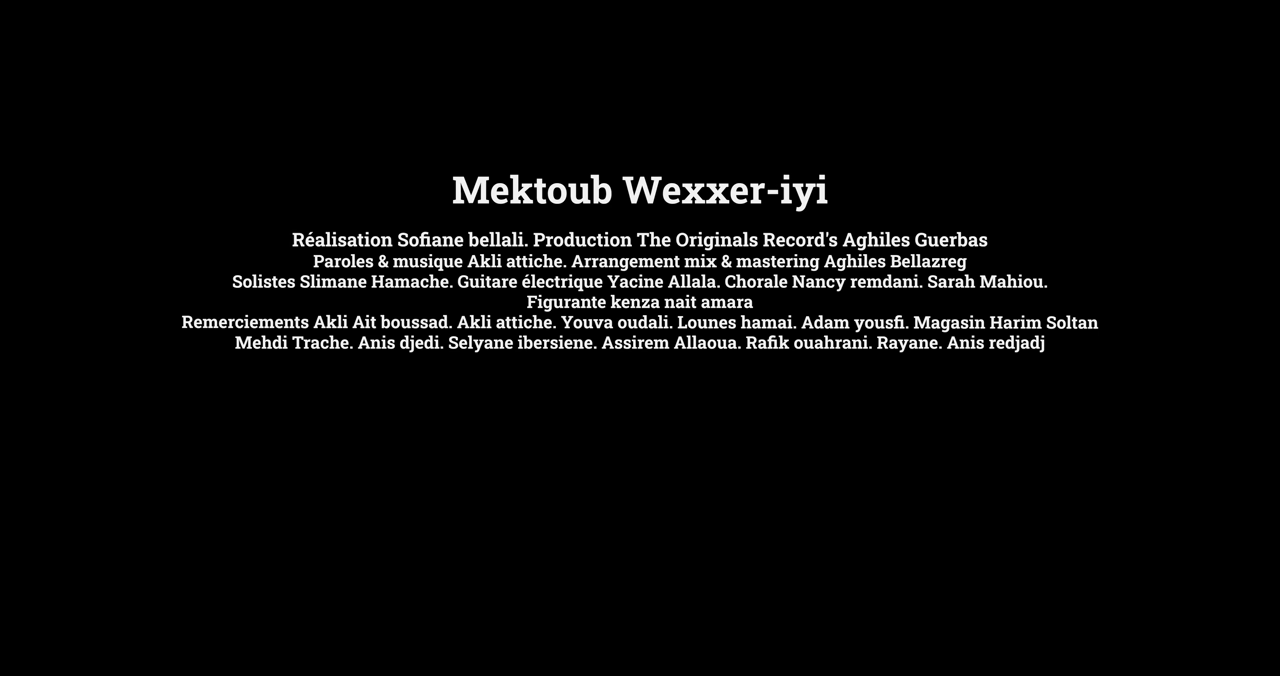 Mektoub Wexxer-iyi
Réalisation Sofiane bellali. Production The Originals Record's Aghiles Guerbas
Paroles & musique Akli attiche. Arrangement mix & mastering Aghiles Bellazreg
Solistes Slimane Hamache. Guitare électrique Yacine Allala. Chorale Nancy remdani. Sarah Mahiou.
Figurante kenza nait amara
Remerciements Akli Ait boussad. Akli attiche. Youva oudali. Lounes hamai. Adam yousfi. Magasin Harim Soltan
Mehdi Trache. Anis djedi. Selyane ibersiene. Assirem Allaoua. Rafik ouahrani. Rayane. Anis redjadj